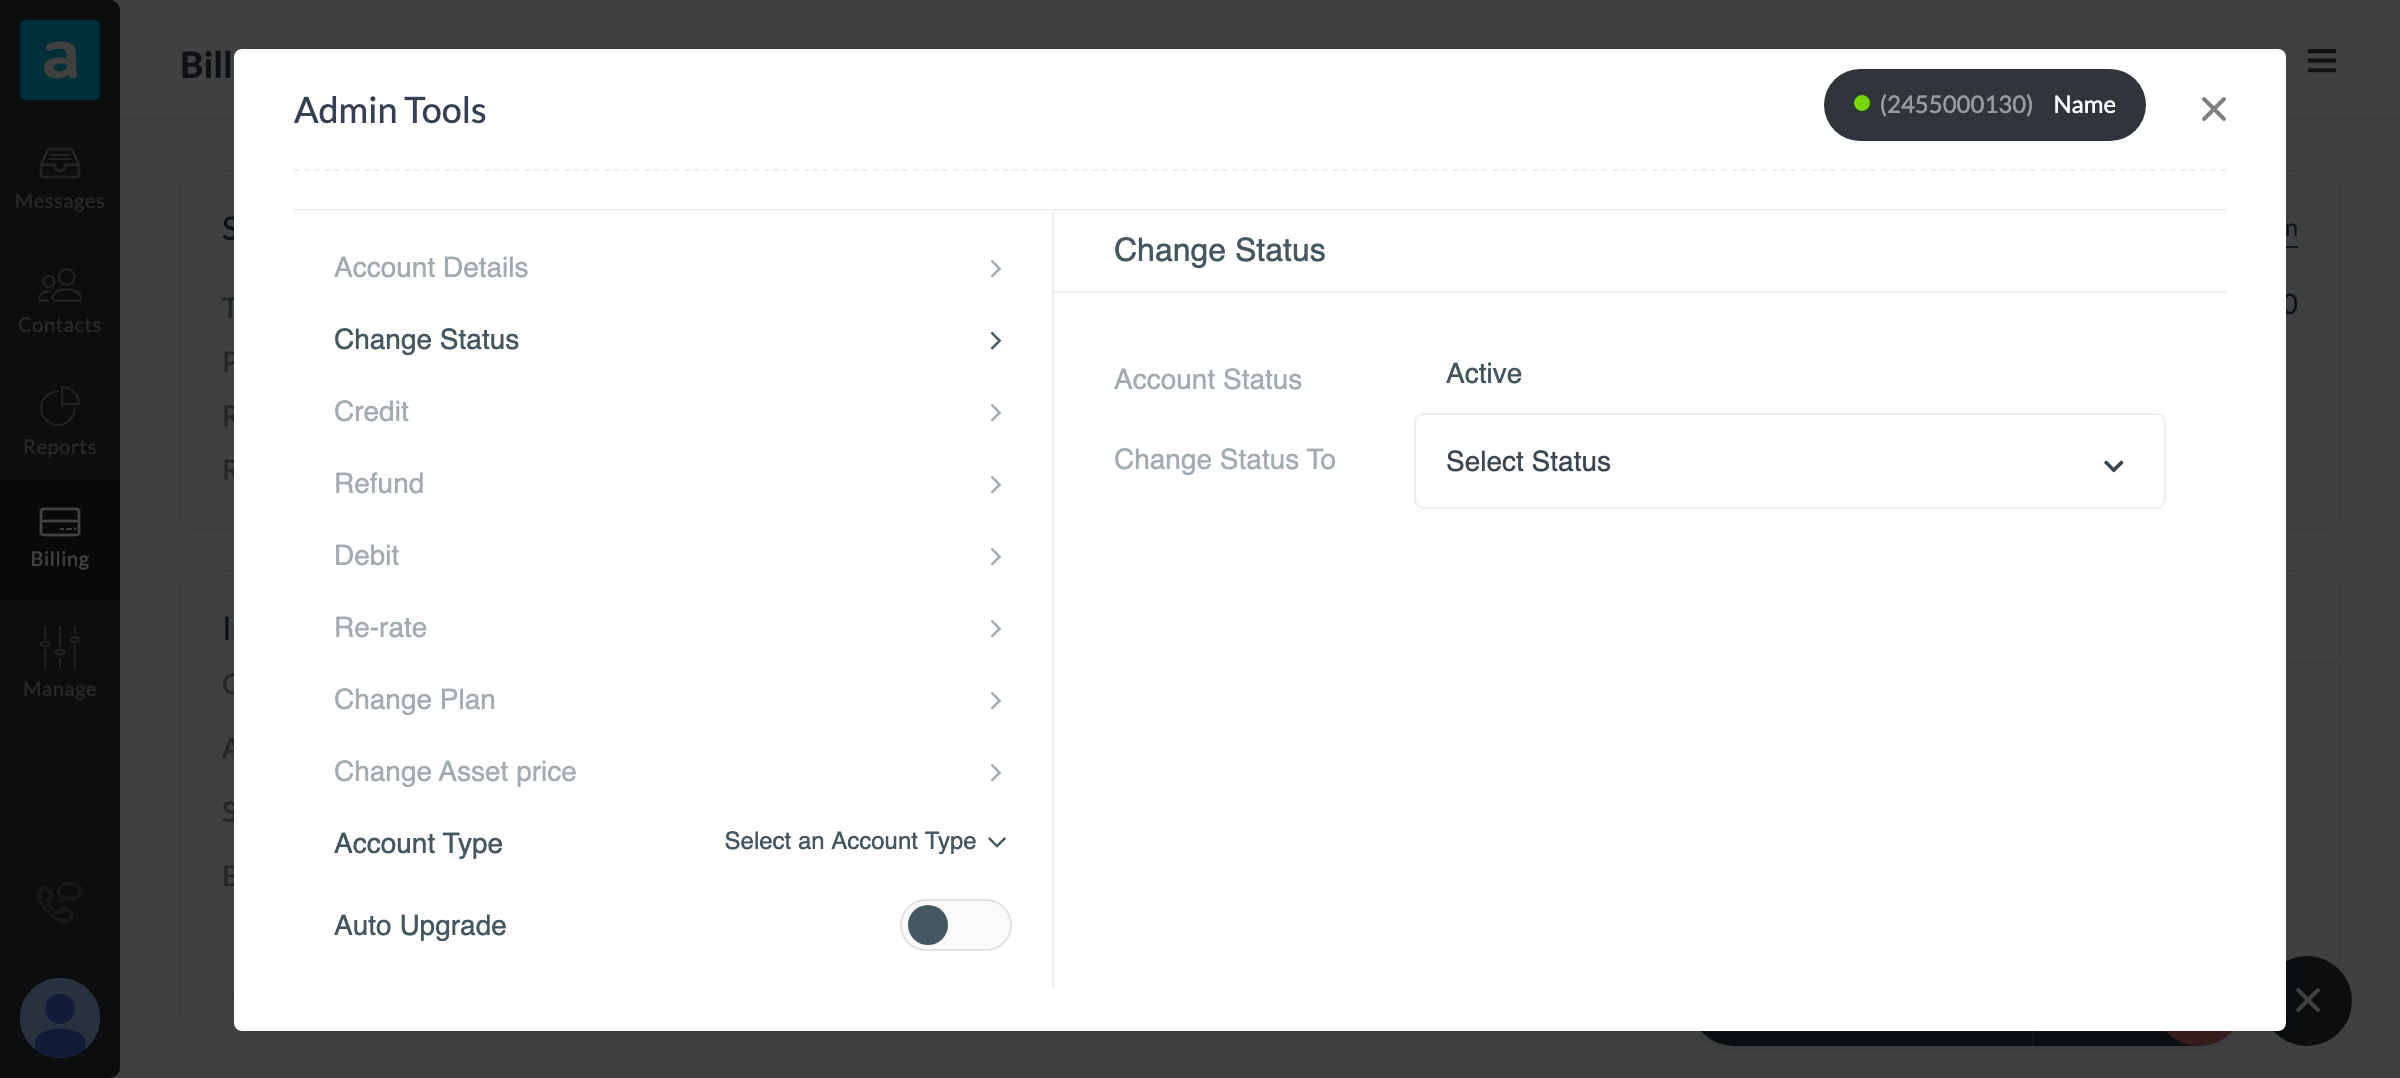 a
Bill
Messages
Contacts
Reports
Billing
Manage
Admin Tools
(2455000130) Name
Account Details
Change Status
Credit
Refund
Debit
Re-rate
Change Plan
Change Asset price
Account Type
Select an Account Type
Auto Upgrade
Change Status
Account Status
Active
Change Status To
Select Status